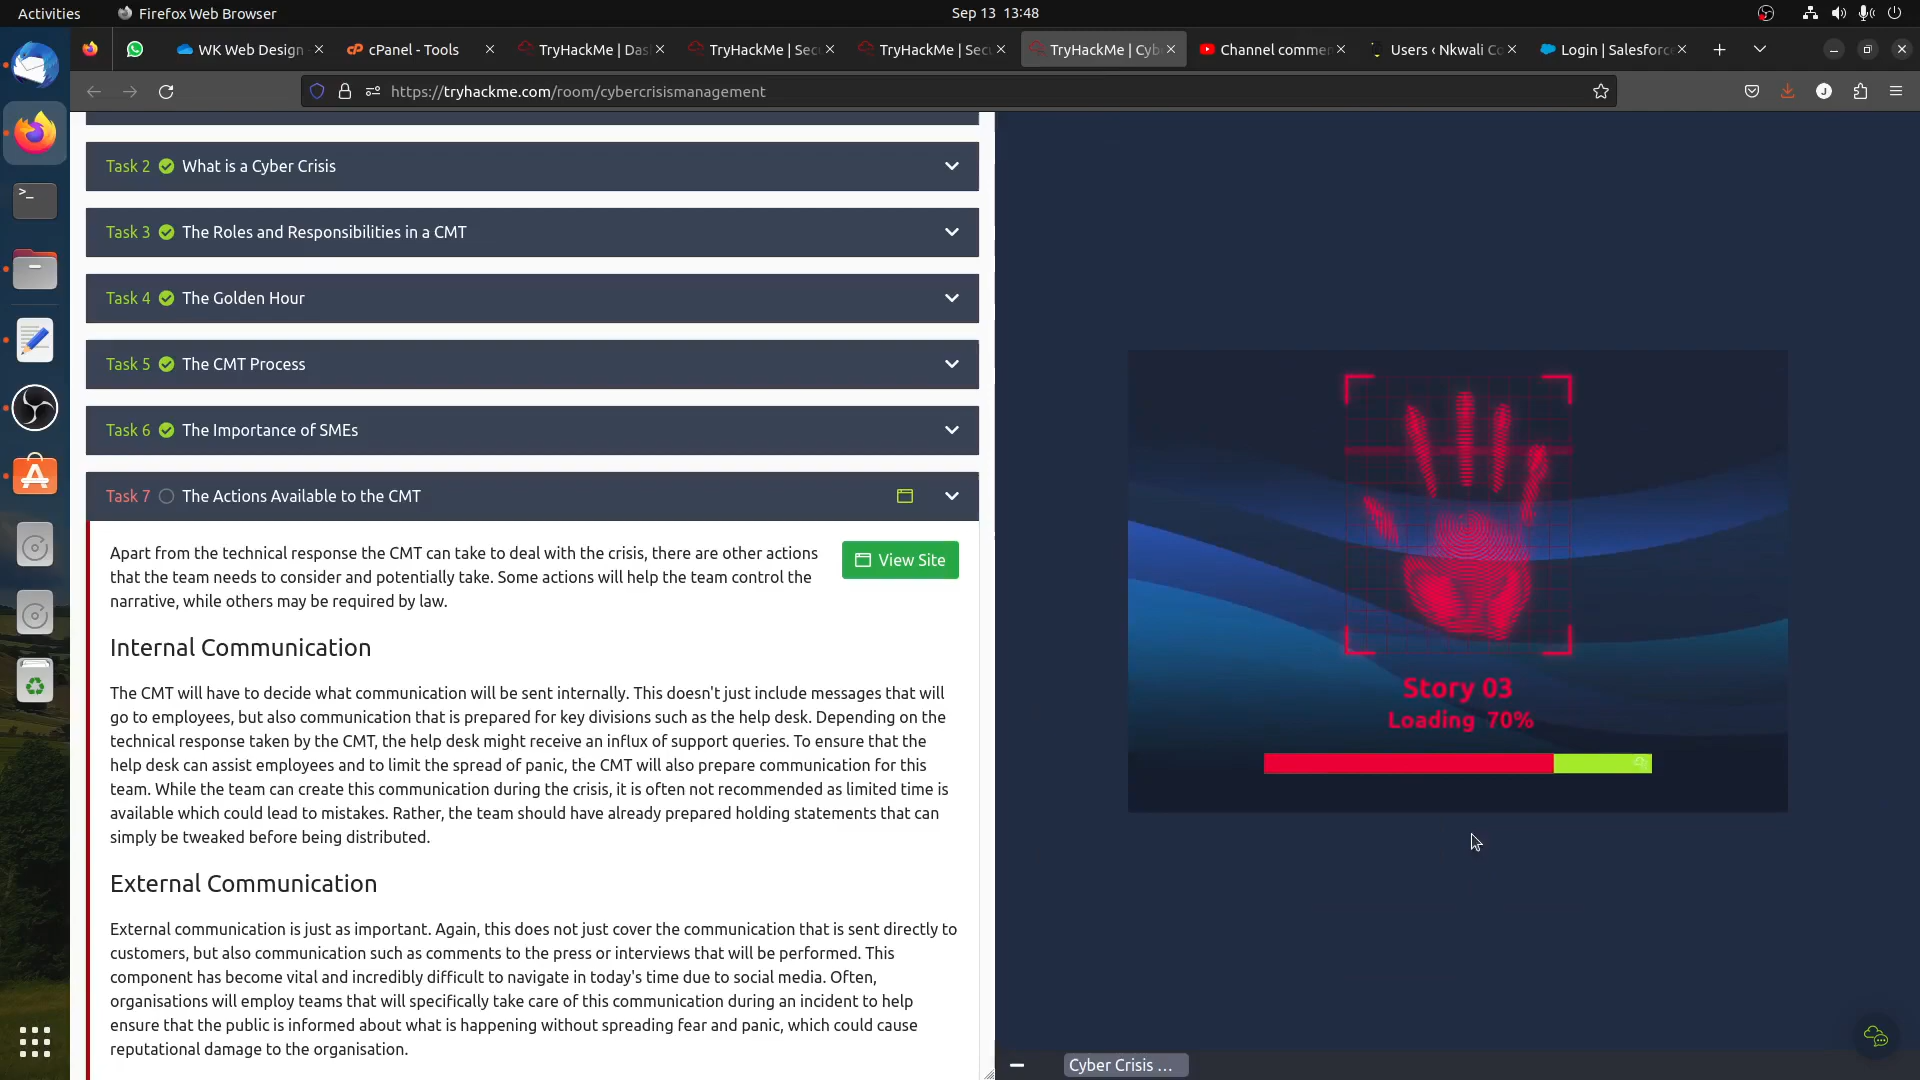 Activities
Firefox Web Browser
Sep 13 13:48
WK Web Design
cPanel - Tools
TryHackMe | Das
TryHackMe | Sec
TryHackMe | Secu
TryHackMe | Cyb
Channel commen
Users ‹ Nkwali Co
Login | Salesforc
https://tryhackme.com/room/cybercrisismanagement
J
Task 2 What is a Cyber Crisis
Task 3 The Roles and Responsibilities in a CMT
Task 4 The Golden Hour
Task 5 The CMT Process
Task 6 The Importance of SMEs
Task 7 The Actions Available to the CMT
Apart from the technical response the CMT can take to deal with the crisis, there are other actions
that the team needs to consider and potentially take. Some actions will help the team control the
narrative, while others may be required by law.
View Site
Internal Communication
The CMT will have to decide what communication will be sent internally. This doesn't just include messages that will
go to employees, but also communication that is prepared for key divisions such as the help desk. Depending on the
technical response taken by the CMT, the help desk might receive an influx of support queries. To ensure that the
help desk can assist employees and to limit the spread of panic, the CMT will also prepare communication for this
team. While the team can create this communication during the crisis, it is often not recommended as limited time is
available which could lead to mistakes. Rather, the team should have already prepared holding statements that can
simply be tweaked before being distributed.
External Communication
External communication is just as important. Again, this does not just cover the communication that is sent directly to
customers, but also communication such as comments to the press or interviews that will be performed. This
component has become vital and incredibly difficult to navigate in today's time due to social media. Often,
organisations will employ teams that will specifically take care of this communication during an incident to help
ensure that the public is informed about what is happening without spreading fear and panic, which could cause
reputational damage to the organisation.
Story 03
Loading 70%
Cyber Crisis ...